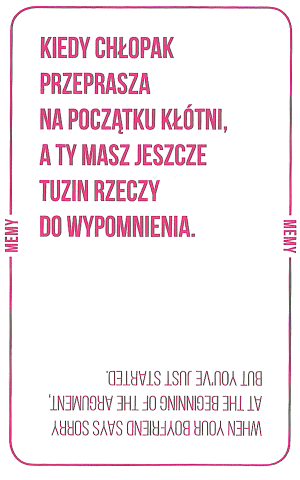 KIEDY CHŁOPAK
PRZEPRASZA
NA POCZĄTKU KŁÓTNI,
A TY MASZ JESZCZE
TUZIN RZECZY
DO WYPOMNIENIA.
MEMY
MEMY
WHEN YOUR BOYFRIEND SAYS SORRY
AT THE BEGINNING OF THE ARGUMENT,
BUT YOU'VE JUST STARTED.